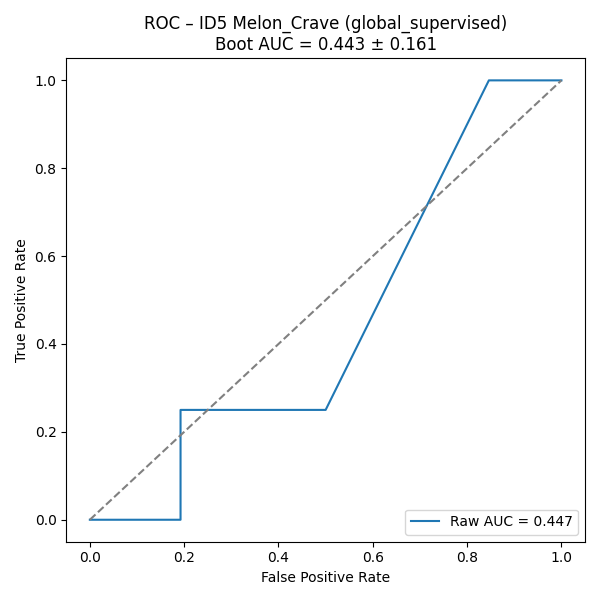 ROC – ID5 Melon_Crave (global_supervised)
Boot AUC = 0.443 ± 0.161
1.0
0.8
0.6
0.4
0.2
0.0
True Positive Rate
Raw AUC = 0.447
0.0 0.2 0.4 0.6 0.8 1.0
False Positive Rate